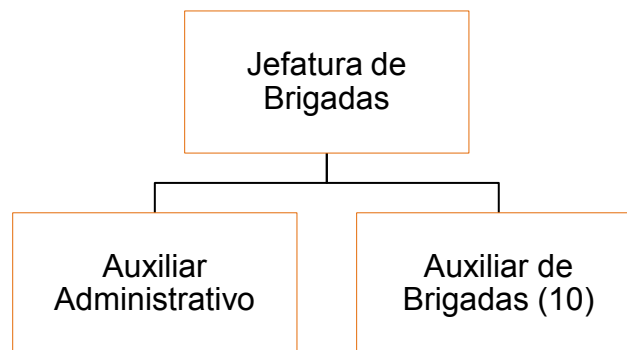 Jefatura de
Brigadas
Auxiliar
Administrativo
Auxiliar de
Brigadas (10)